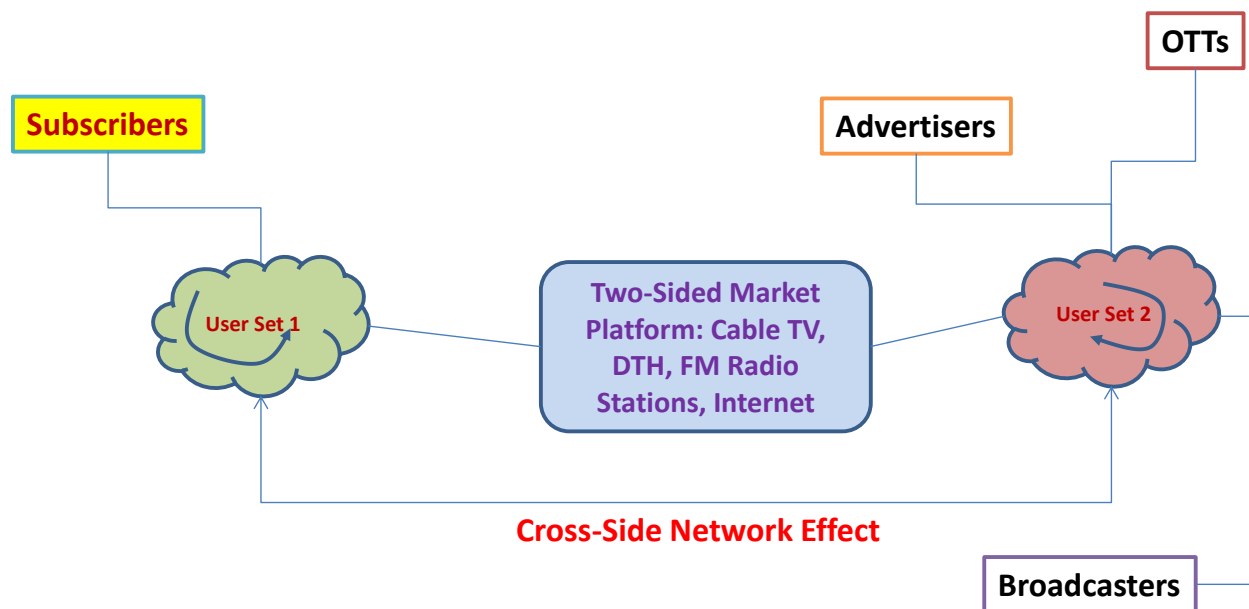 OTTs
Subscribers
Advertisers
User Set 1
Two-Sided Market
Platform: Cable TV,
DTH, FM Radio
Stations, Internet
User Set 2
Cross-Side Network Effect
Broadcasters